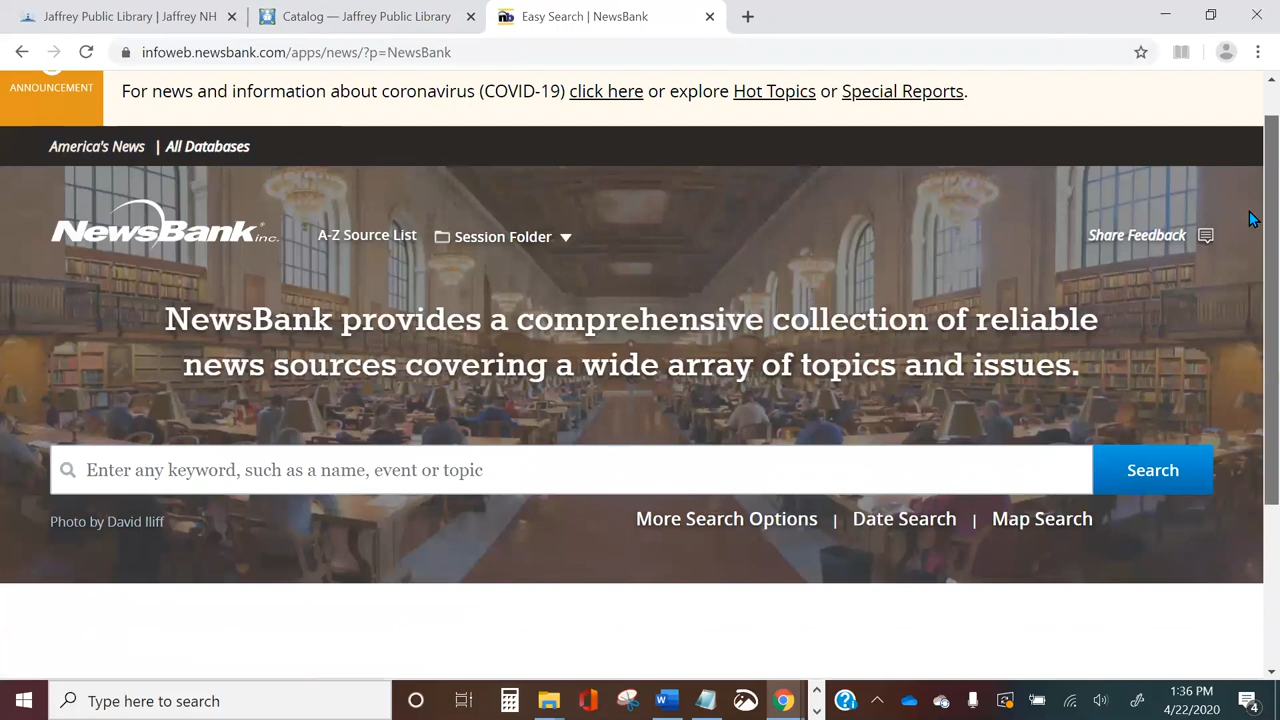 Jaffrey Public Library | Jaffrey NH
Catalog — Jaffrey Public Library
Easy Search | NewsBank
infoweb.newsbank.com/apps/news/?p=NewsBank
ANNOUNCEMENT
For news and information about coronavirus (COVID-19) click here or explore Hot Topics or Special Reports.
America's News | All Databases
NewsBank inc.
A-Z Source List
Session Folder
Share Feedback
NewsBank provides a comprehensive collection of reliable
news sources covering a wide array of topics and issues.
Enter any keyword, such as a name, event or topic
Search
Photo by David Iliff
More Search Options | Date Search | Map Search
Type here to search
1:36 PM
4/22/2020
4